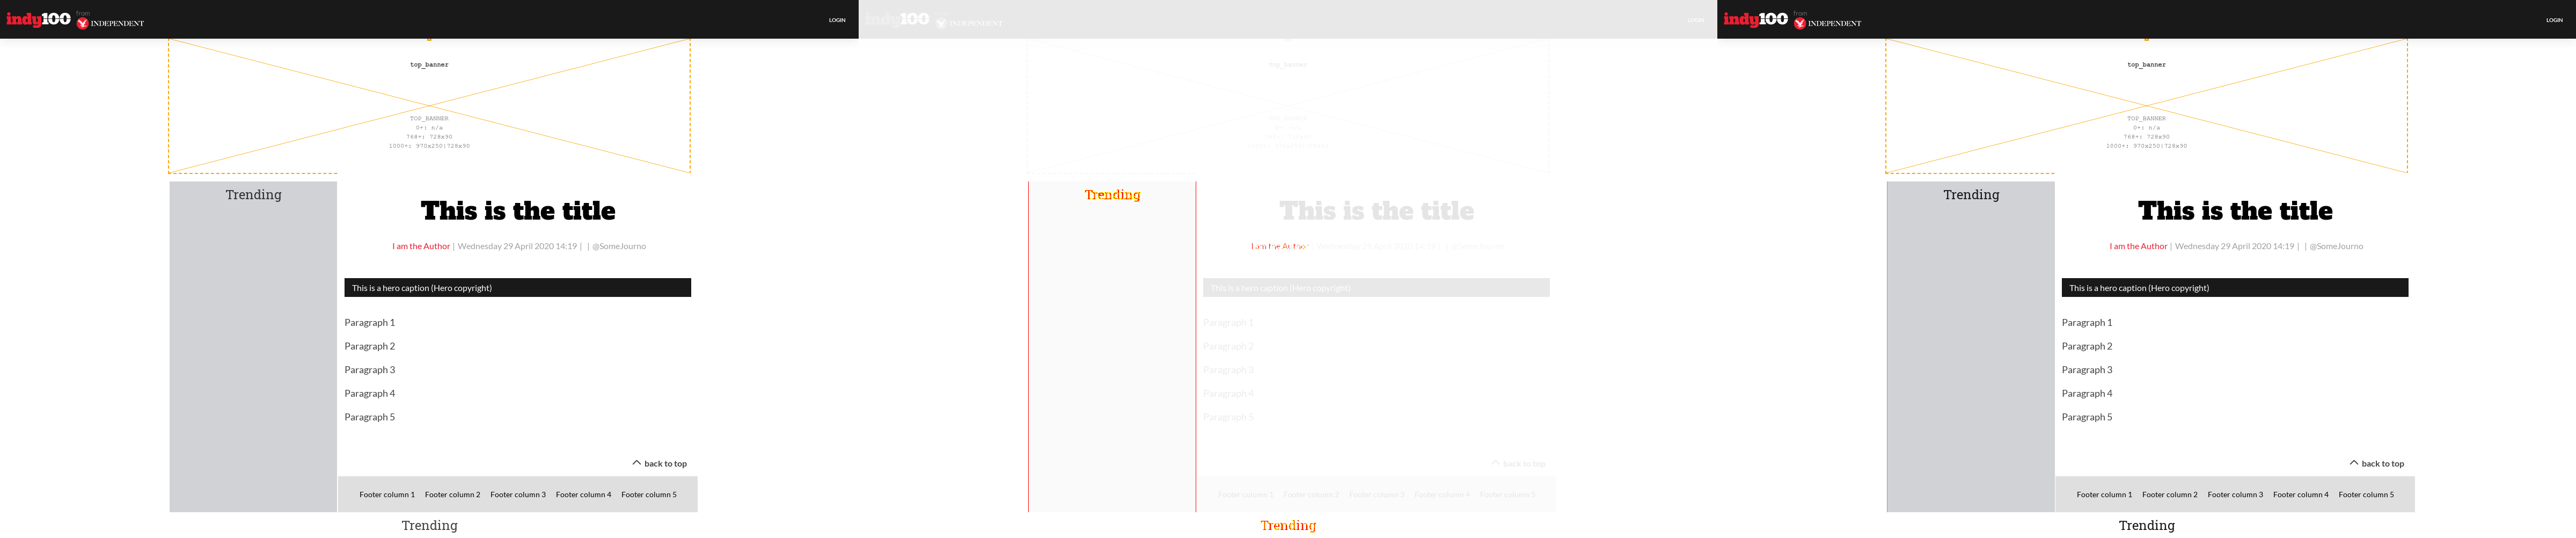 indy100 from INDEPENDENT
LOGIN
top_banner
TOP_BANNER
0+: n/a
768+: 728x90
1000+: 970x250|728x90
Trending
This is the title
I am the Author | Wednesday 29 April 2020 14:19 | | @SomeJourno
This is a hero caption (Hero copyright)
Paragraph 1
Paragraph 2
Paragraph 3
Paragraph 4
Paragraph 5
back to top
Footer column 1 Footer column 2 Footer column 3 Footer column 4 Footer column 5
Trending
indy100 from INDEPENDENT
LOGIN
top_banner
TOP_BANNER
Trending
This is the title
I am the Author | Wednesday 29 April 2020 14:19 | | @SomeJourno
This is a hero caption (Hero copyright)
Paragraph 1
Paragraph 2
Paragraph 3
Paragraph 4
Paragraph 5
back to top
Footer column 1 Footer column 2 Footer column 3 Footer column 4 Footer column 5
Trending
indy100 from INDEPENDENT
LOGIN
top_banner
TOP_BANNER
0+: n/a
768+: 728x90
1000+: 970x250|728x90
Trending
This is the title
I am the Author | Wednesday 29 April 2020 14:19 | | @SomeJourno
This is a hero caption (Hero copyright)
Paragraph 1
Paragraph 2
Paragraph 3
Paragraph 4
Paragraph 5
back to top
Footer column 1 Footer column 2 Footer column 3 Footer column 4 Footer column 5
Trending